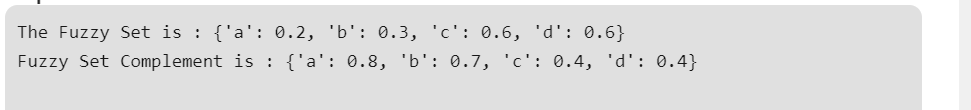 The Fuzzy Set is : {'a': 0.2, 'b': 0.3, 'c': 0.6, 'd': 0.6}
Fuzzy Set Complement is : {'a': 0.8, 'b': 0.7, 'c': 0.4, 'd': 0.4}